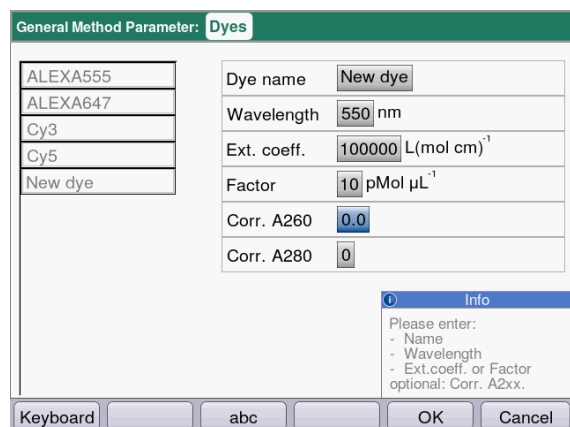 General Method Parameter: Dyes
ALEXA555
ALEXA647
Cy3
Cy5
New dye
Dye name New dye
Wavelength 550 nm
Ext. coeff. 100000 L(mol cm)⁻¹
Factor 10 pMol µL⁻¹
Corr. A260 0.0
Corr. A280 0
Info
Please enter:
- Name
- Wavelength
- Ext.coeff. or Factor
optional: Corr. A2xx.
Keyboard abc OK Cancel